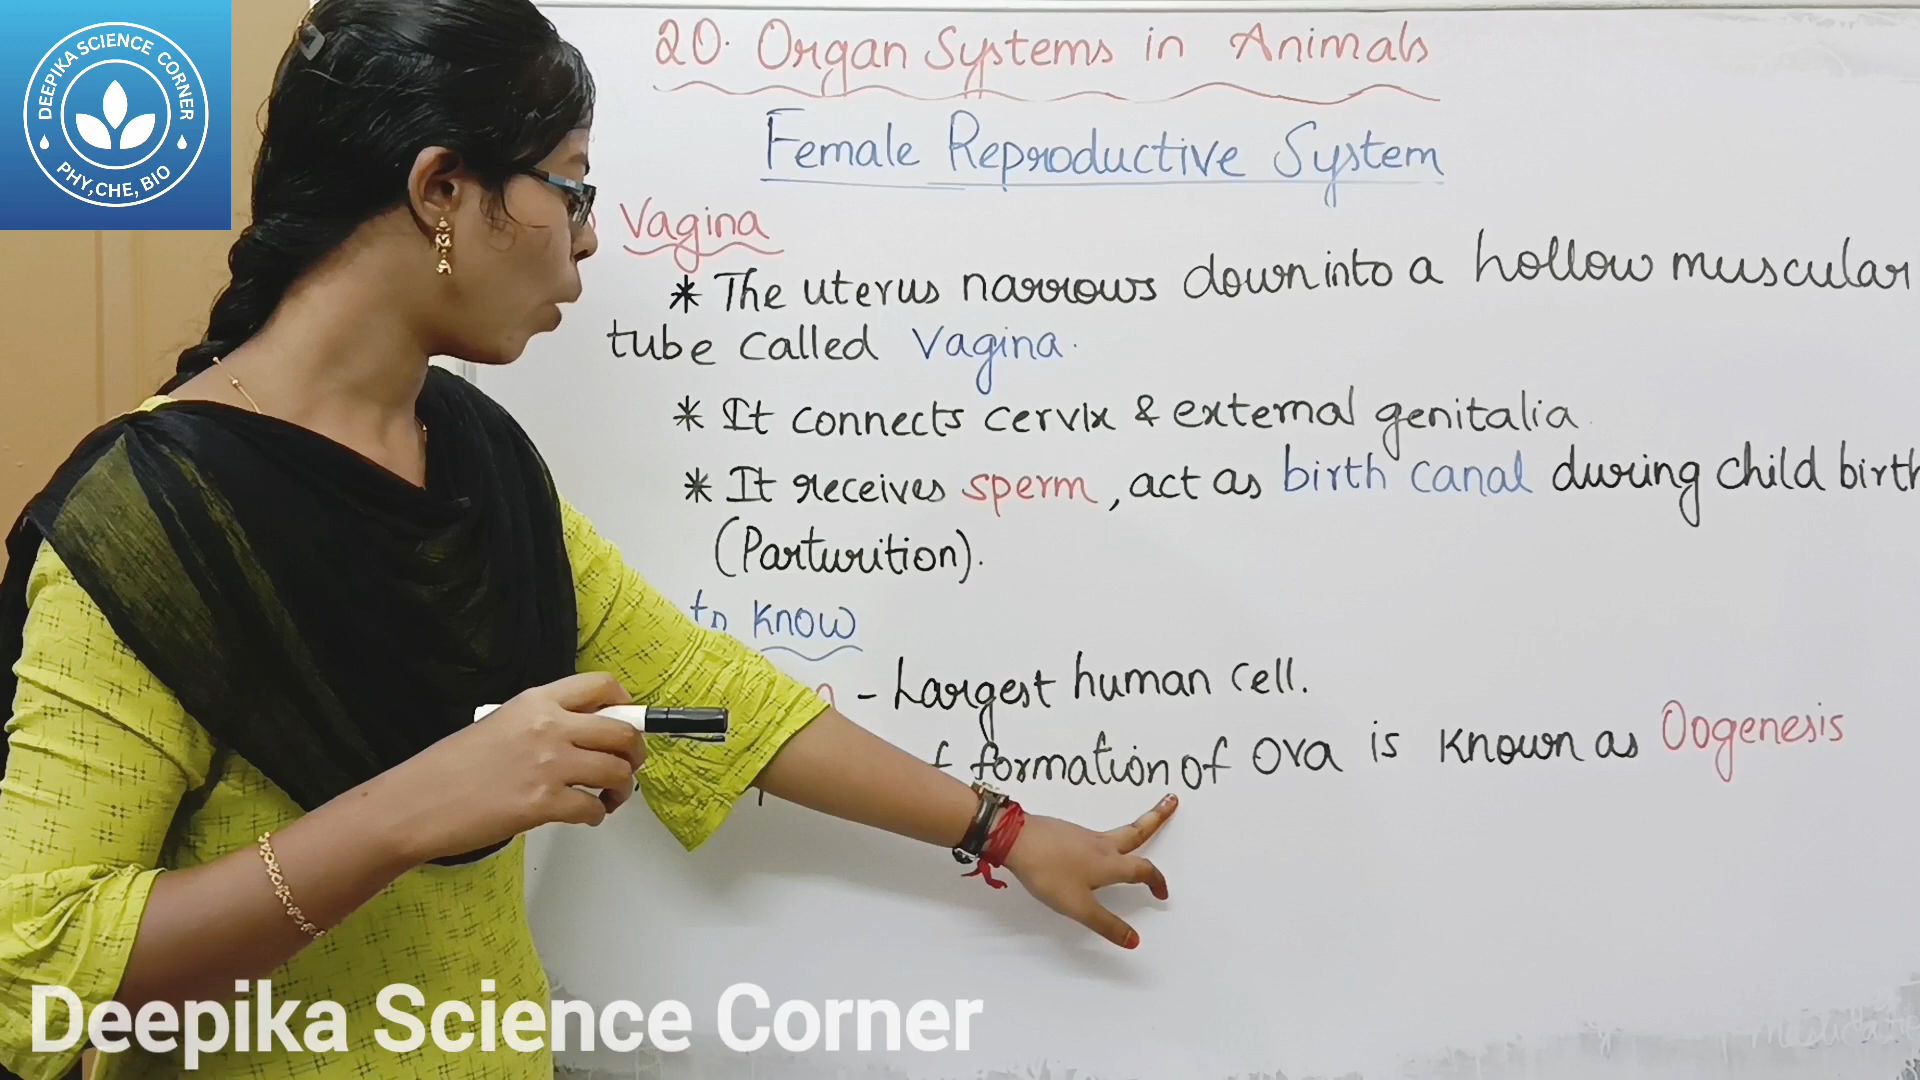 DEEPIKA SCIENCE CORNER
PHY, CHE, BIO
20. Organ Systems in Animals
Female Reproductive System
Vagina
* The uterus narrows down into a hollow muscular
tube called Vagina.
* It connects cervix & external genitalia.
* It receives sperm, act as birth canal during child birth
(Parturition).
to know
- Largest human cell.
formation of Ova is known as Oogenesis
Deepika Science Corner